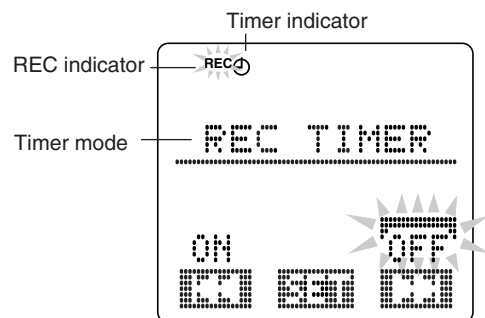 Timer indicator
REC indicator
REC
Timer mode
REC TIMER
ON OFF
SET